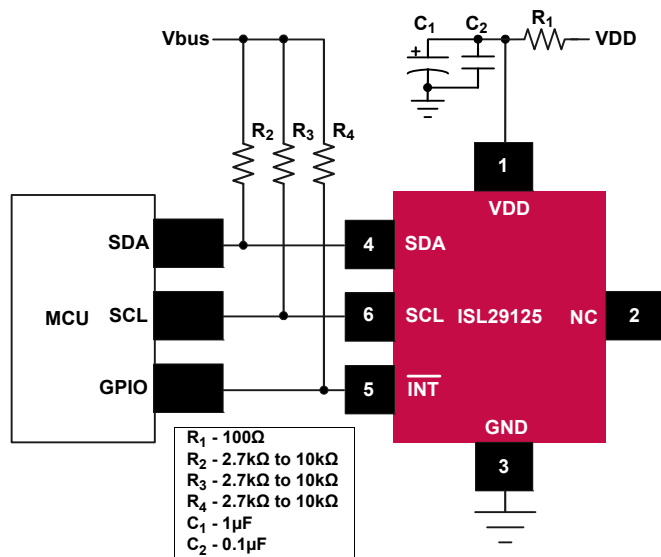 C₁ C₂ R₁
Vbus
+
VDD
R₂ R₃ R₄
1
VDD
SDA 4 SDA
MCU SCL 6 SCL ISL29125 NC 2
GPIO 5 I̅N̅T̅
GND
3
R₁ - 100Ω
R₂ - 2.7kΩ to 10kΩ
R₃ - 2.7kΩ to 10kΩ
R₄ - 2.7kΩ to 10kΩ
C₁ - 1µF
C₂ - 0.1µF